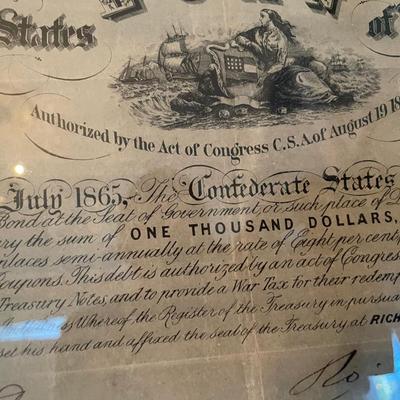 States of
Authorized by the Act of Congress C.S.A. of August 19
July 1865,- The Confederate States
Bond at the Seat of Government, or such place of
the sum of ONE THOUSAND DOLLARS,
semi-annually at the rate of Eight per cent
Coupons. This debt is authorized by an act of Congress
Treasury Notes, and to provide a War Tax for their redemp
Whereof the Register of the Treasury in pursua
set his hand and affixed the seal of the Treasury at RICH